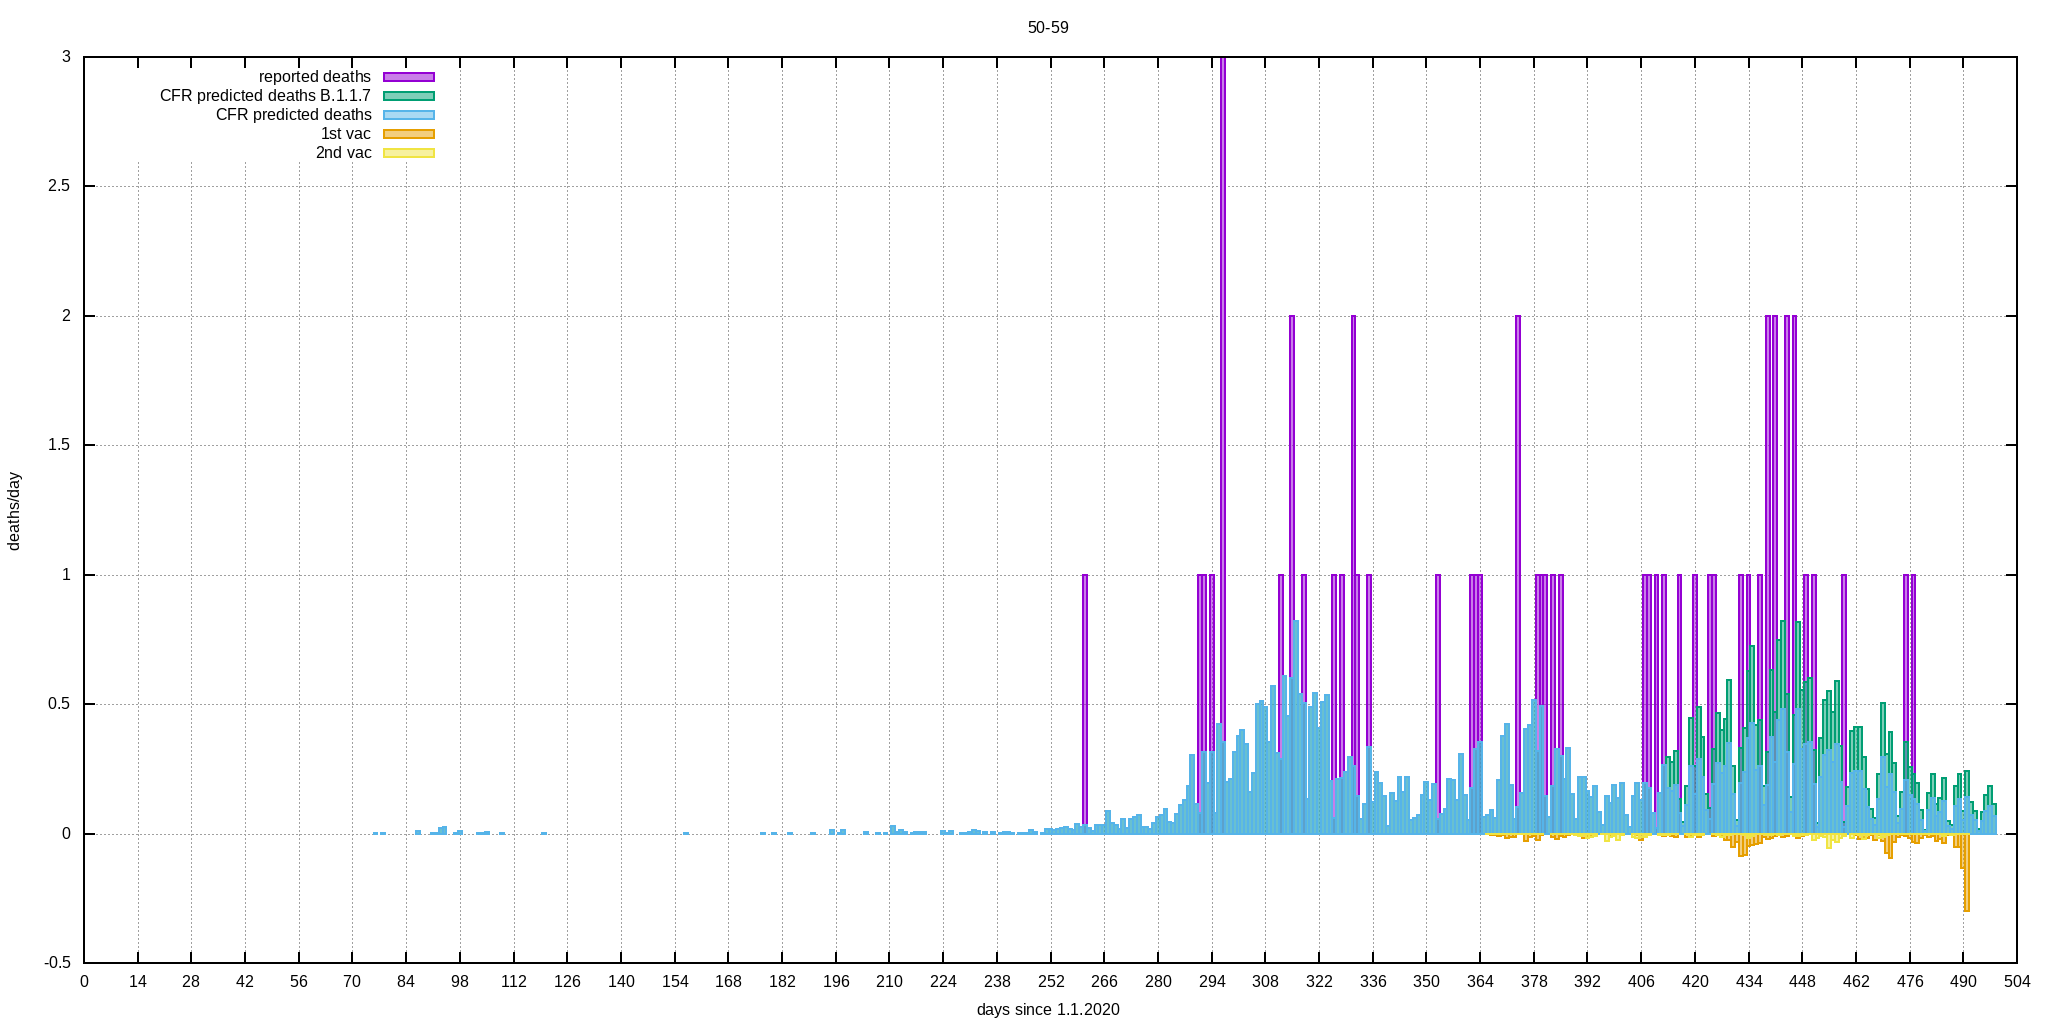 50-59
3
2.5
2
1.5
1
0.5
0
-0.5
deaths/day
reported deaths
CFR predicted deaths B.1.1.7
CFR predicted deaths
1st vac
2nd vac
0 14 28 42 56 70 84 98 112 126 140 154 168 182 196 210 224 238 252 266 280 294 308 322 336 350 364 378 392 406 420 434 448 462 476 490 504
days since 1.1.2020